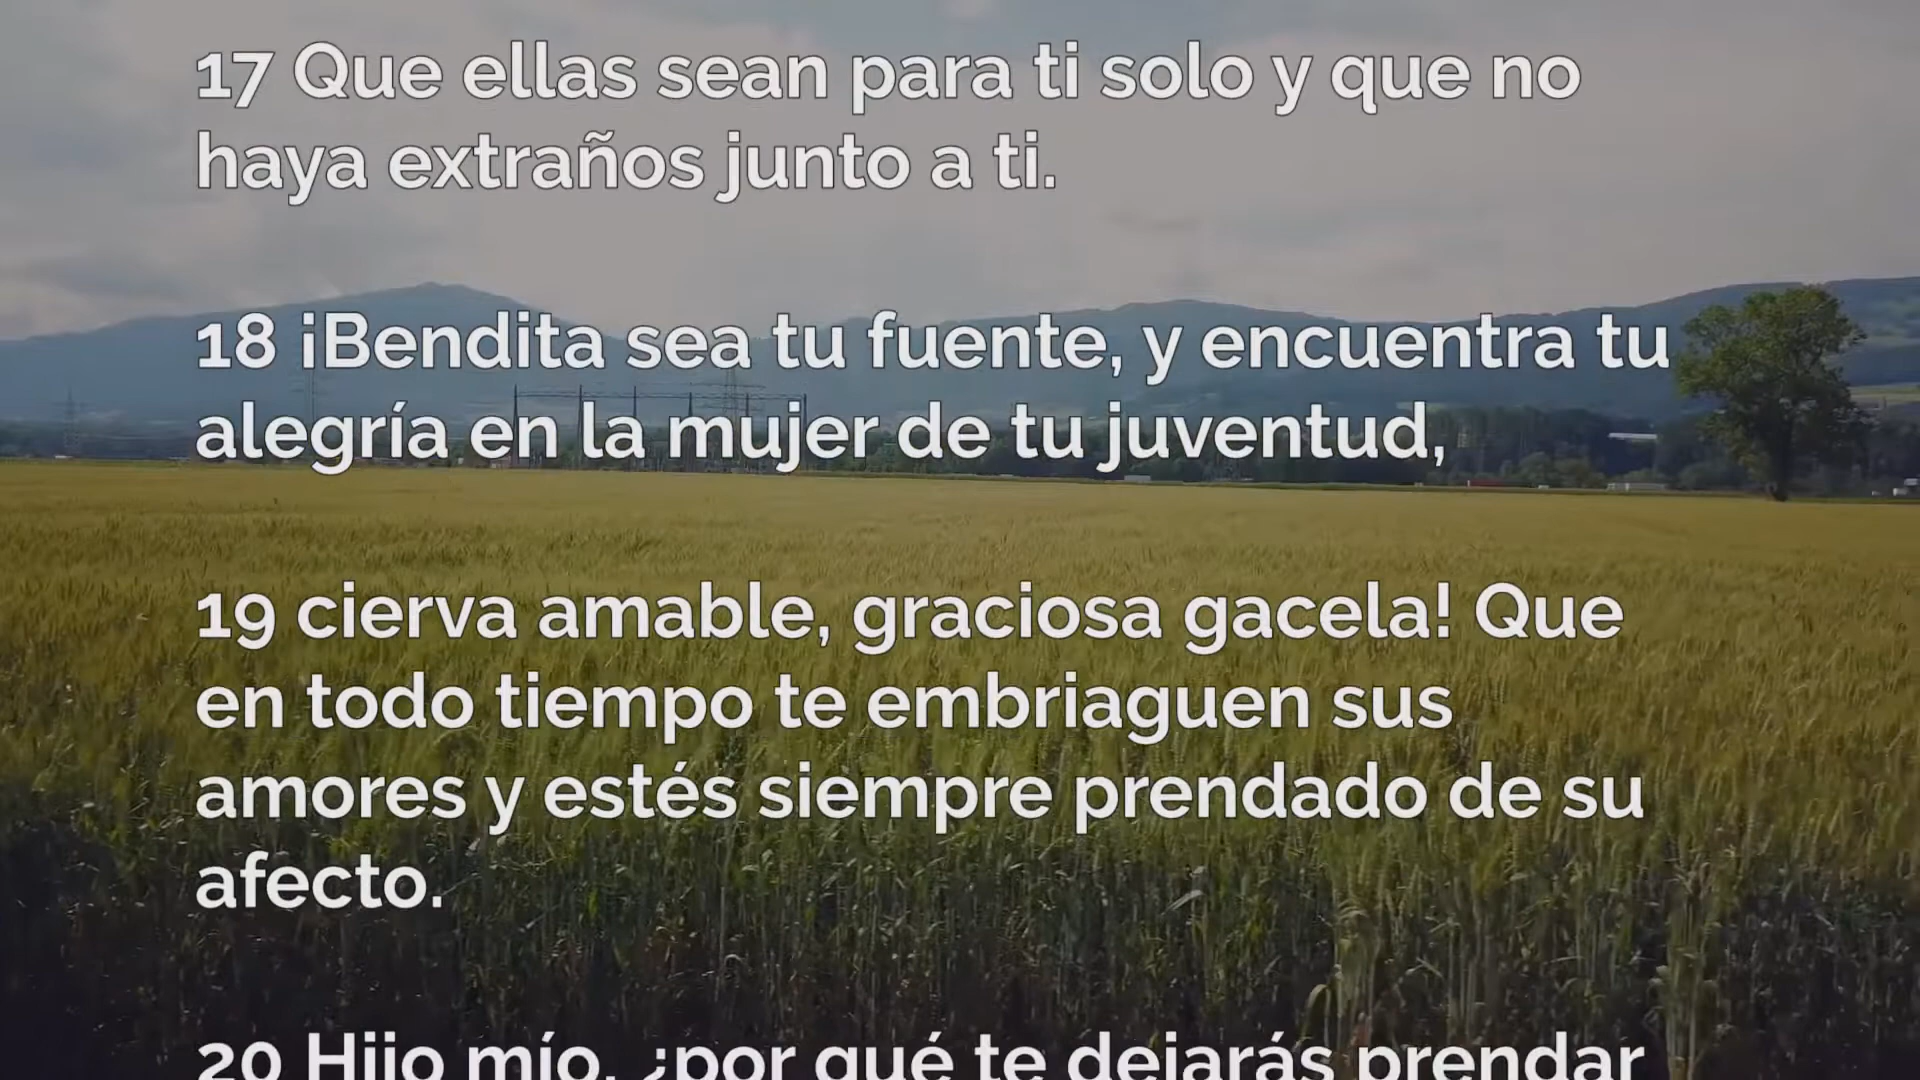 17 Que ellas sean para ti solo y que no
haya extraños junto a ti.
18 ¡Bendita sea tu fuente, y encuentra tu
alegría en la mujer de tu juventud,
19 cierva amable, graciosa gacela! Que
en todo tiempo te embriaguen sus
amores y estés siempre prendado de su
afecto.
20 Hijo mío, ¿por qué te dejarás prendar